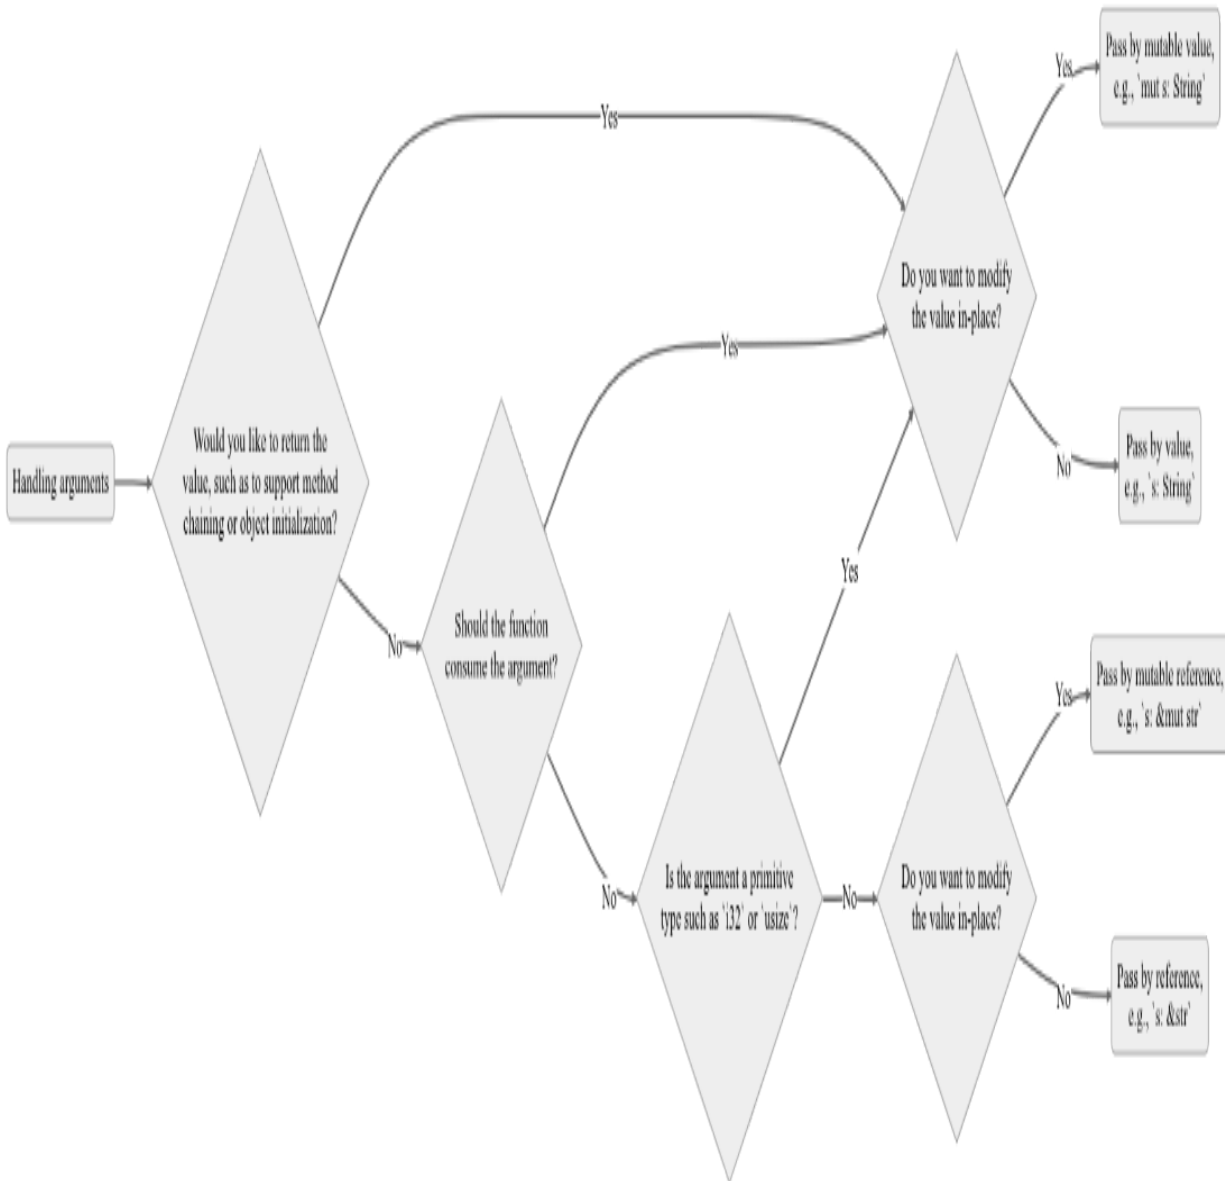 Handling arguments
Would you like to return the
value, such as to support method
chaining or object initialization?
Yes
No
Should the function
consume the argument?
Yes
No
Is the argument a primitive
type such as `i32` or `usize`?
Yes
No
Do you want to modify
the value in-place?
Yes
Pass by mutable value,
e.g., `mut s: String`
No
Pass by value,
e.g., `s: String`
Do you want to modify
the value in-place?
Yes
Pass by mutable reference,
e.g., `s: &mut str`
No
Pass by reference,
e.g., `s: &str`